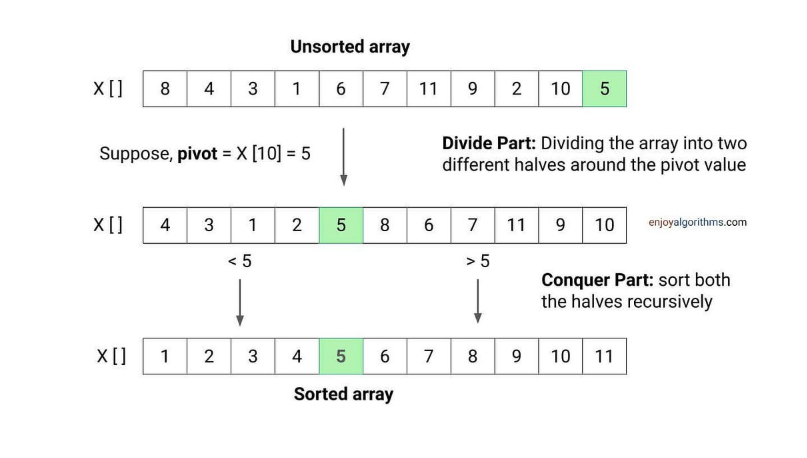 Unsorted array
X [ ] 8 4 3 1 6 7 11 9 2 10 5
Suppose, pivot = X [10] = 5
Divide Part: Dividing the array into two
different halves around the pivot value
X [ ] 4 3 1 2 5 8 6 7 11 9 10
enjoyalgorithms.com
< 5
> 5
Conquer Part: sort both
the halves recursively
X [ ] 1 2 3 4 5 6 7 8 9 10 11
Sorted array